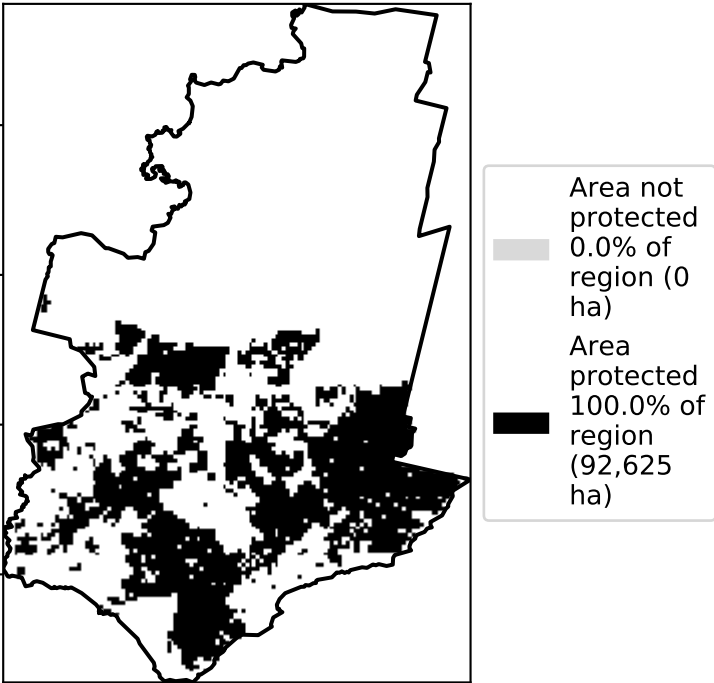 Area not
protected
0.0% of
region (0
ha)
Area
protected
100.0% of
region
(92,625
ha)